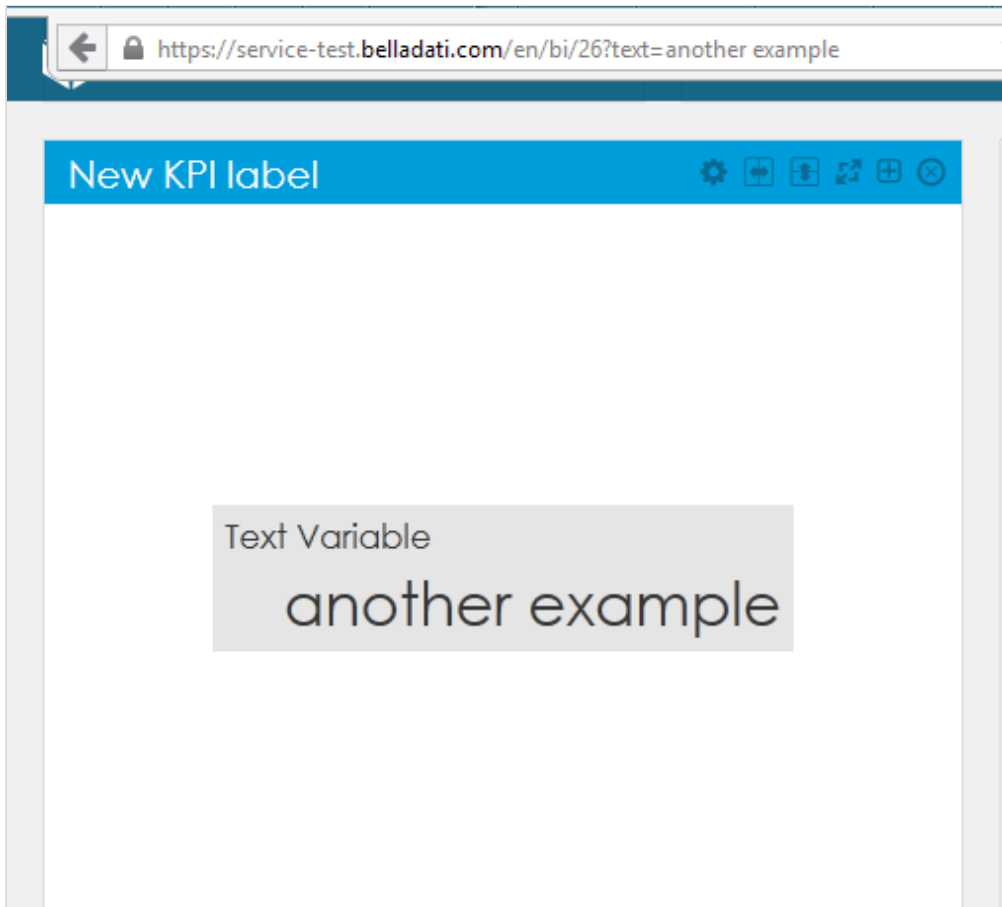 https://service-test.belladati.com/en/bi/26?text=another example
New KPI label
Text Variable
another example